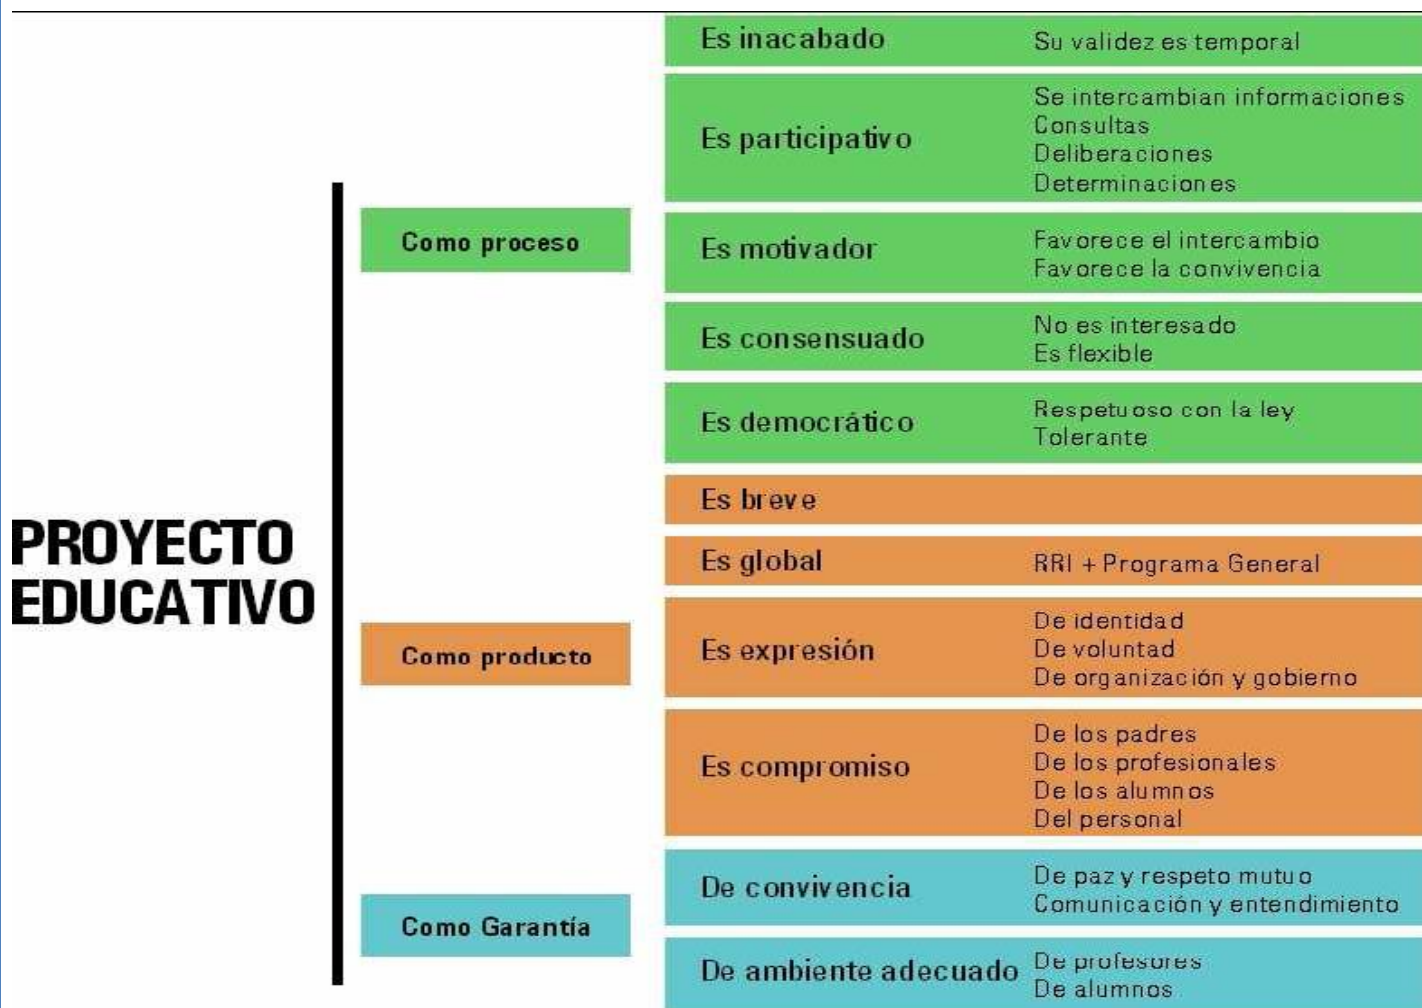 PROYECTO
EDUCATIVO
Como proceso
Es inacabado
Su validez es temporal
Es participativo
Se intercambian informaciones
Consultas
Deliberaciones
Determinaciones
Es motivador
Favorece el intercambio
Favorece la convivencia
Es consensuado
No es interesado
Es flexible
Es democrático
Respetuoso con la ley
Tolerante
Como producto
Es breve
Es global
RRI + Programa General
Es expresión
De identidad
De voluntad
De organización y gobierno
Es compromiso
De los padres
De los profesionales
De los alumnos
Del personal
Como Garantía
De convivencia
De paz y respeto mutuo
Comunicación y entendimiento
De ambiente adecuado
De profesores
De alumnos